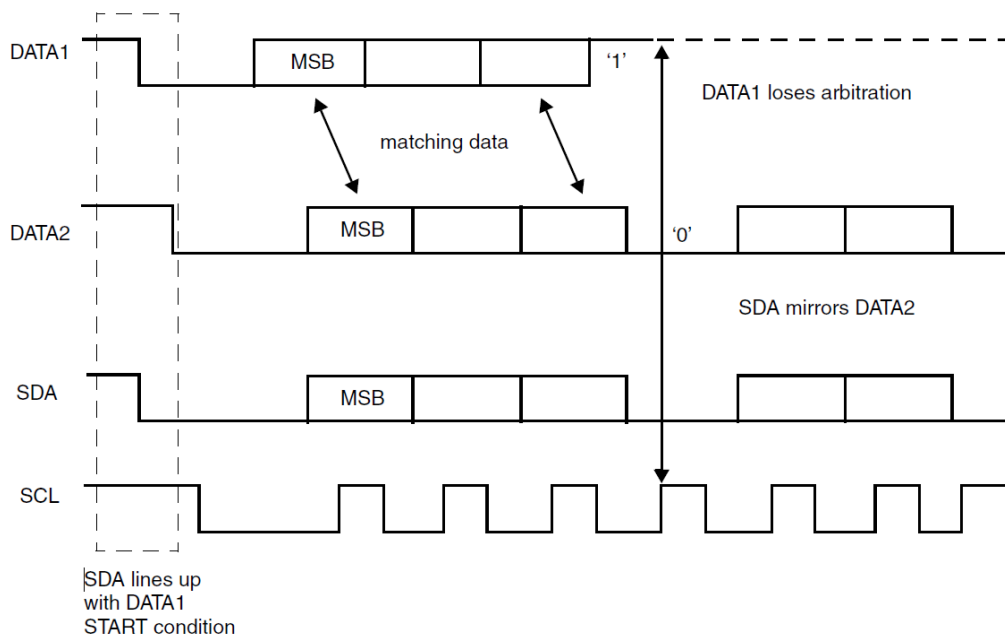 DATA1
MSB
‘1’
DATA1 loses arbitration
matching data
DATA2
MSB
‘0’
SDA mirrors DATA2
SDA
MSB
SCL
SDA lines up
with DATA1
START condition